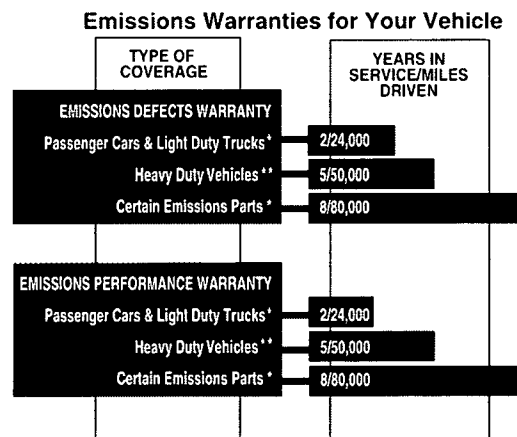 Emissions Warranties for Your Vehicle
TYPE OF
COVERAGE
YEARS IN
SERVICE/MILES
DRIVEN
EMISSIONS DEFECTS WARRANTY
Passenger Cars & Light Duty Trucks* 2/24,000
Heavy Duty Vehicles** 5/50,000
Certain Emissions Parts* 8/80,000
EMISSIONS PERFORMANCE WARRANTY
Passenger Cars & Light Duty Trucks* 2/24,000
Heavy Duty Vehicles** 5/50,000
Certain Emissions Parts* 8/80,000